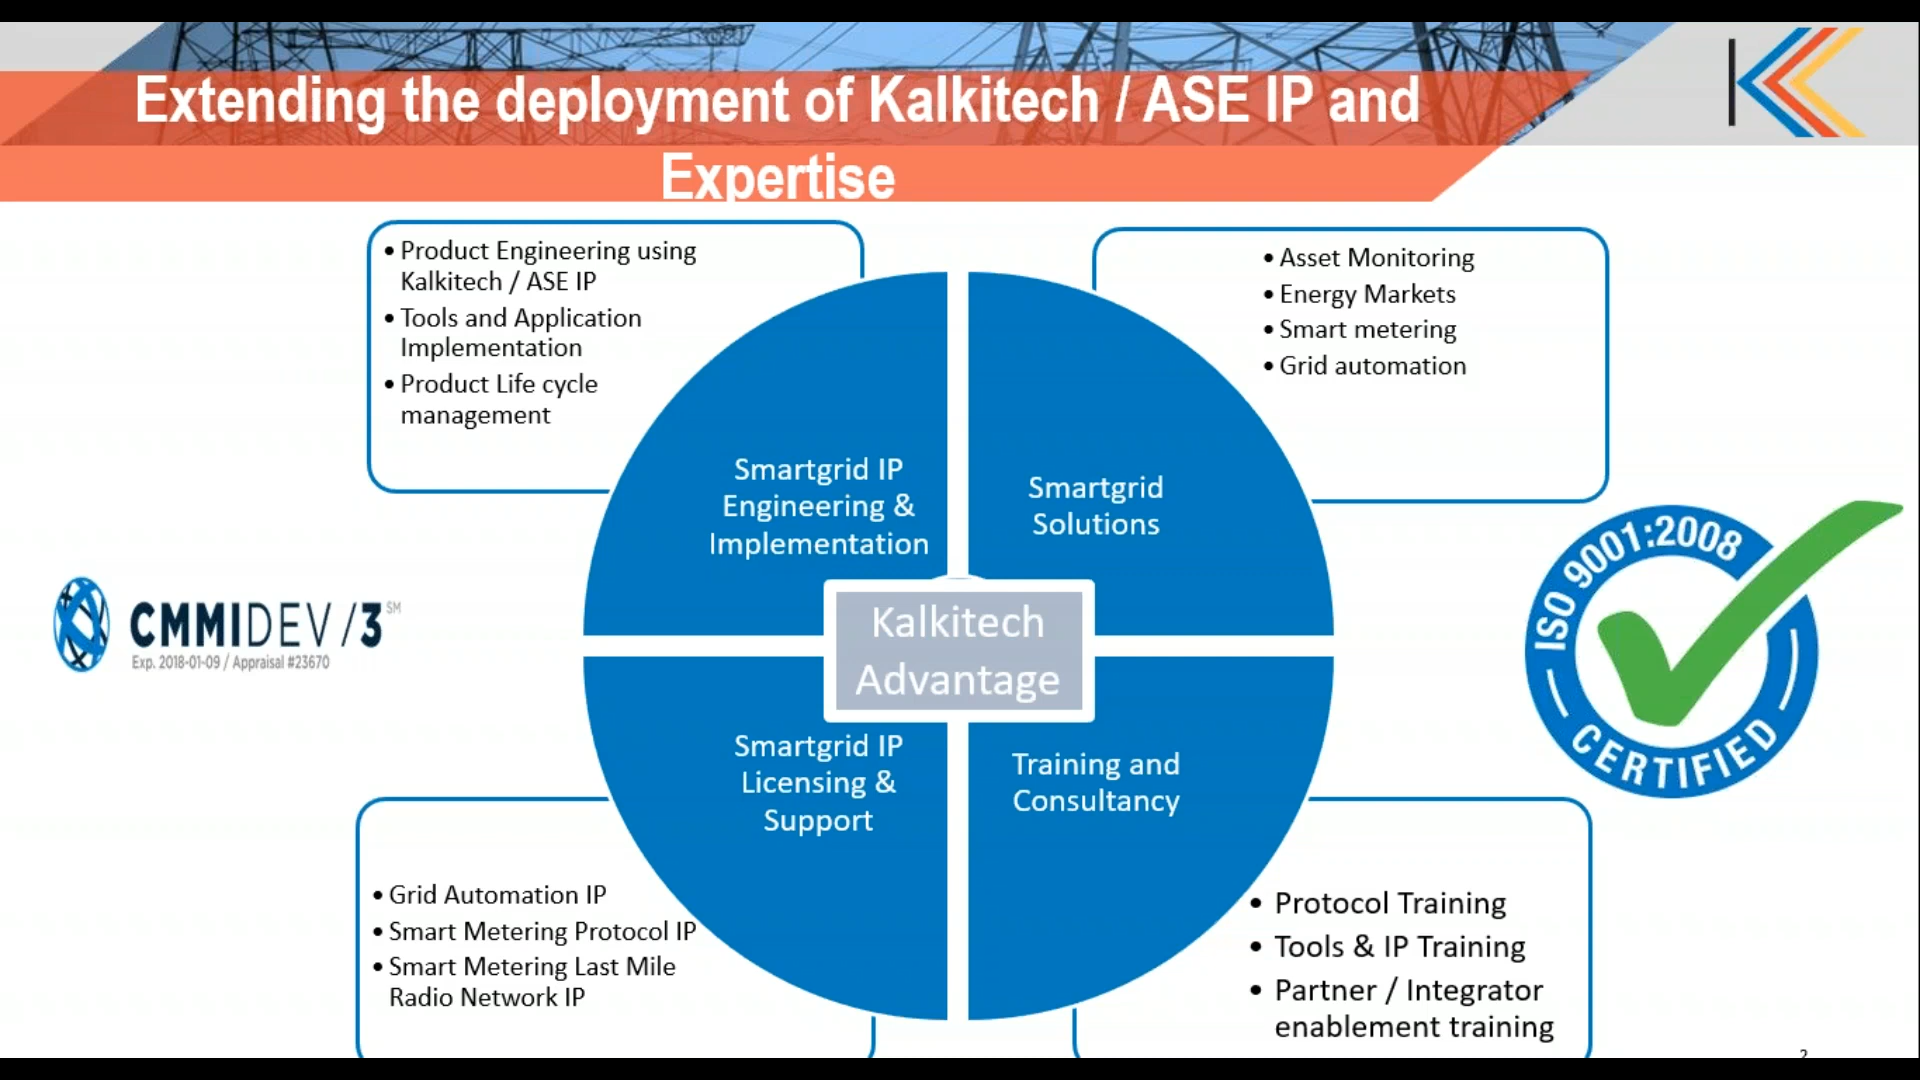 Extending the deployment of Kalkitech / ASE IP and
Expertise
• Product Engineering using
Kalkitech / ASE IP
• Tools and Application
Implementation
• Product Life cycle
management
• Asset Monitoring
• Energy Markets
• Smart metering
• Grid automation
Smartgrid IP
Engineering &
Implementation
Smartgrid
Solutions
Kalkitech
Advantage
CMMIDEV/3 SM
Exp. 2018-01-09 / Appraisal #23670
ISO 9001:2008
CERTIFIED
Smartgrid IP
Licensing &
Support
Training and
Consultancy
• Grid Automation IP
• Smart Metering Protocol IP
• Smart Metering Last Mile
Radio Network IP
• Protocol Training
• Tools & IP Training
• Partner / Integrator
enablement training
2